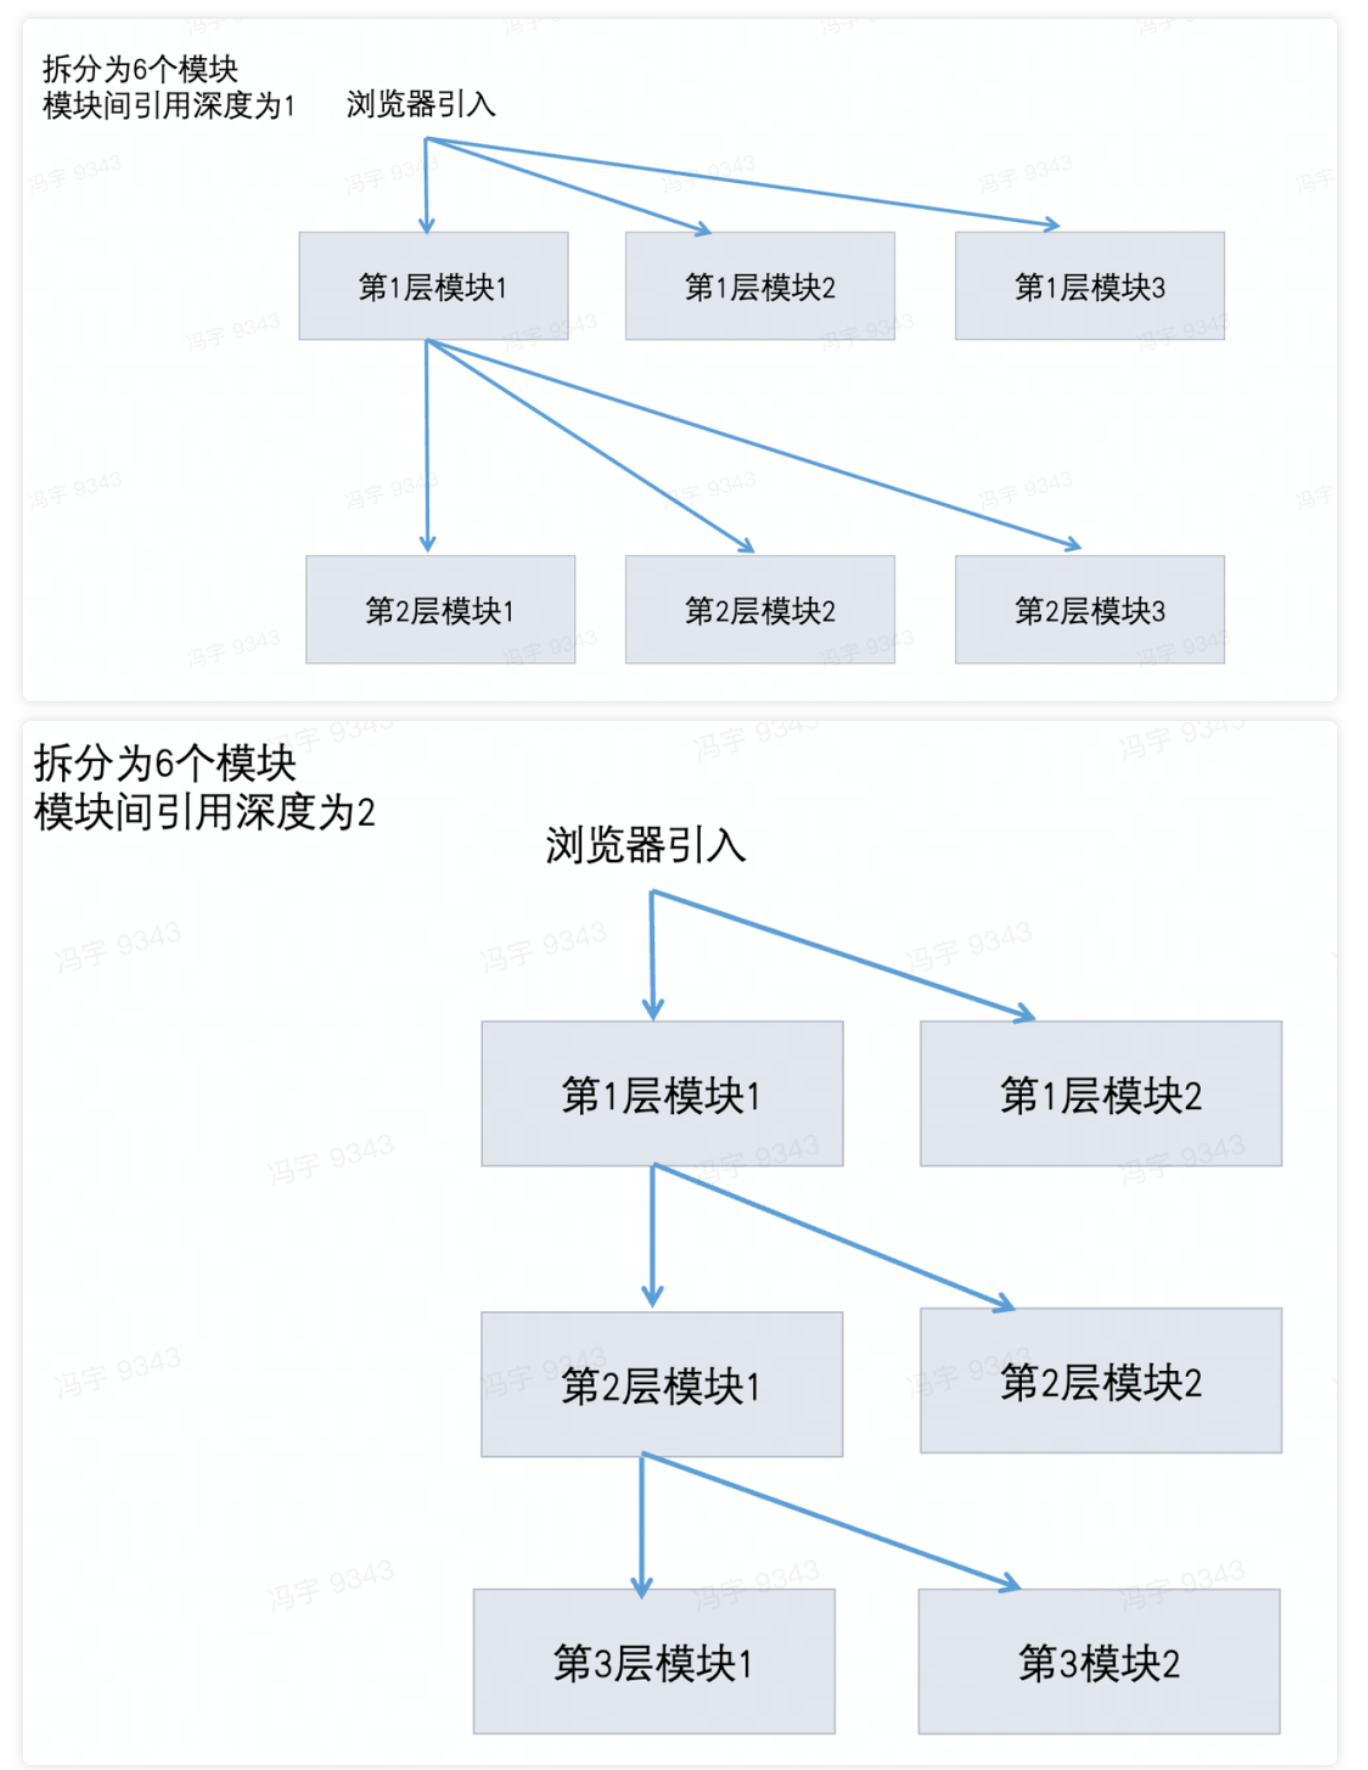 拆分为6个模块
模块间引用深度为1
浏览器引入
第1层模块1
第1层模块2
第1层模块3
第2层模块1
第2层模块2
第2层模块3
拆分为6个模块
模块间引用深度为2
浏览器引入
第1层模块1
第1层模块2
第2层模块1
第2层模块2
第3层模块1
第3模块2
冯宇 9343